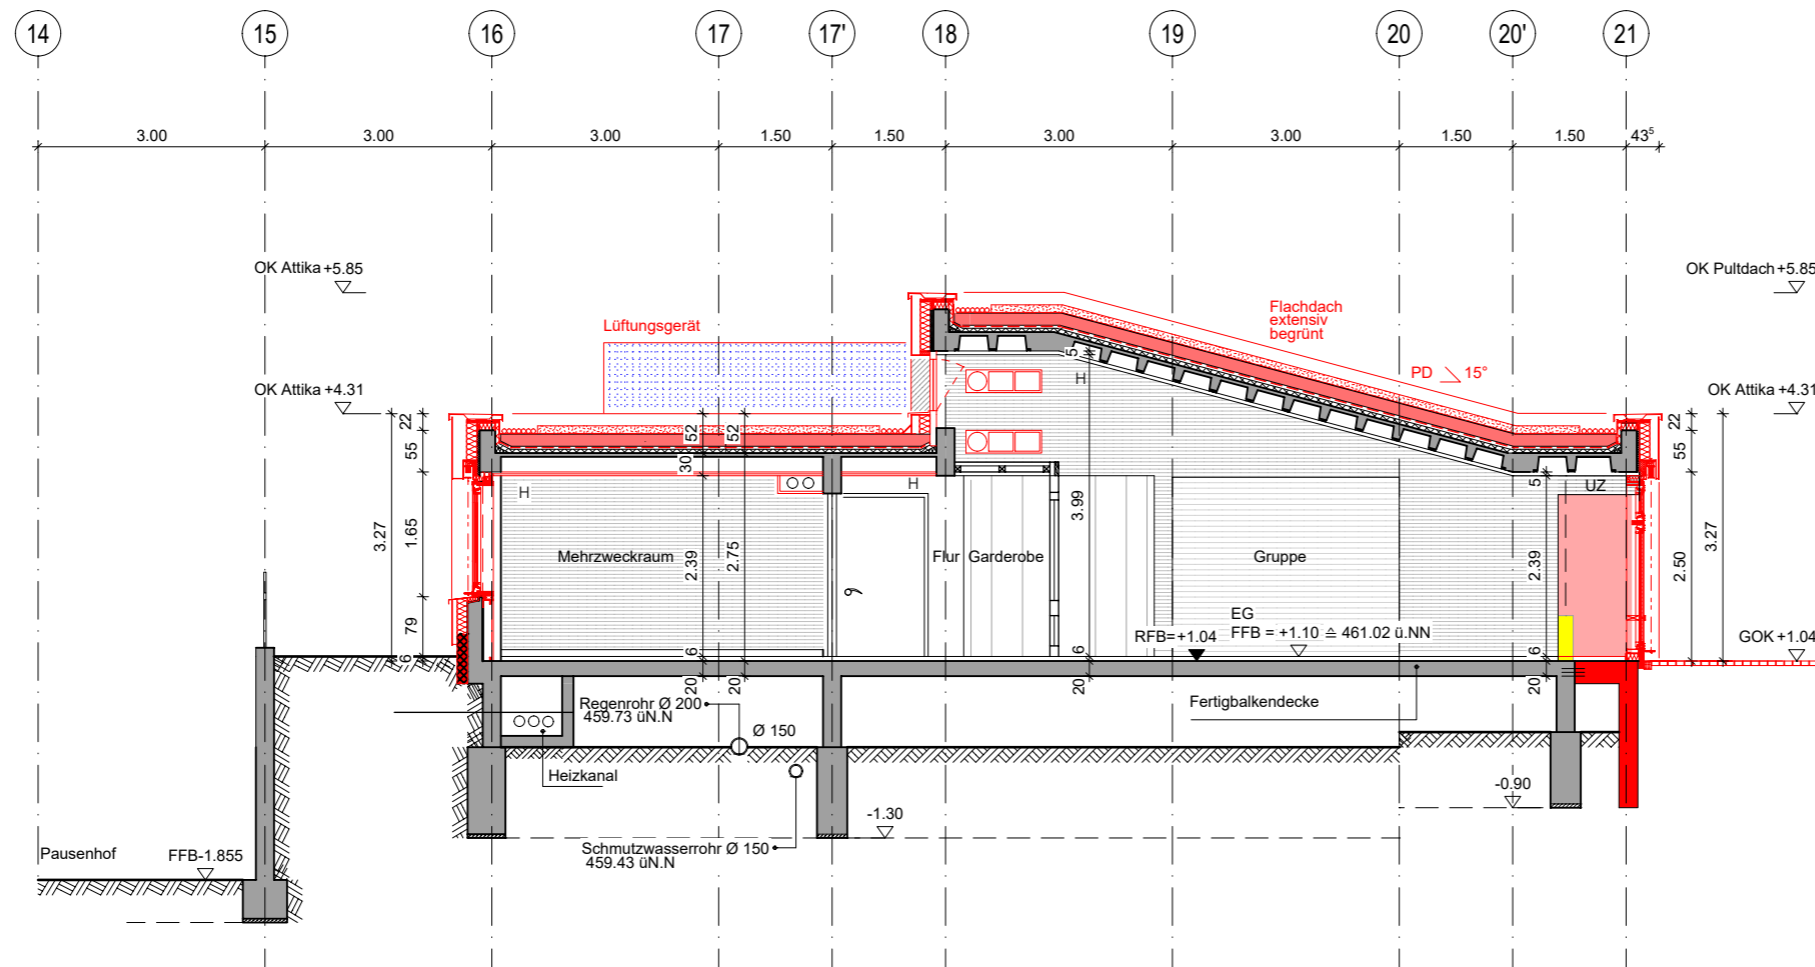 14
15
16
17
17'
18
19
20
20'
21
3.00
3.00
3.00
1.50
1.50
3.00
3.00
1.50
1.50
43⁵
OK Attika +5.85
OK Pultdach +5.85
Lüftungsgerät
Flachdach
extensiv
begrünt
PD
15°
OK Attika +4.31
OK Attika +4.31
22
55
1.65
79
6
3.27
52
52
30
H
H
H
5
5
UZ
22
55
2.50
3.27
Mehrzweckraum
2.39
2.75
Flur
Garderobe
3.99
Gruppe
2.39
EG
RFB=+1.04
FFB = +1.10 ≙ 461.02 ü.NN
GOK +1.04
6
6
6
20
20
20
20
Regenrohr Ø 200
459.73 üN.N
Ø 150
Fertigbalkendecke
Heizkanal
-0.90
-1.30
Schmutzwasserrohr Ø 150
459.43 üN.N
Pausenhof
FFB-1.855